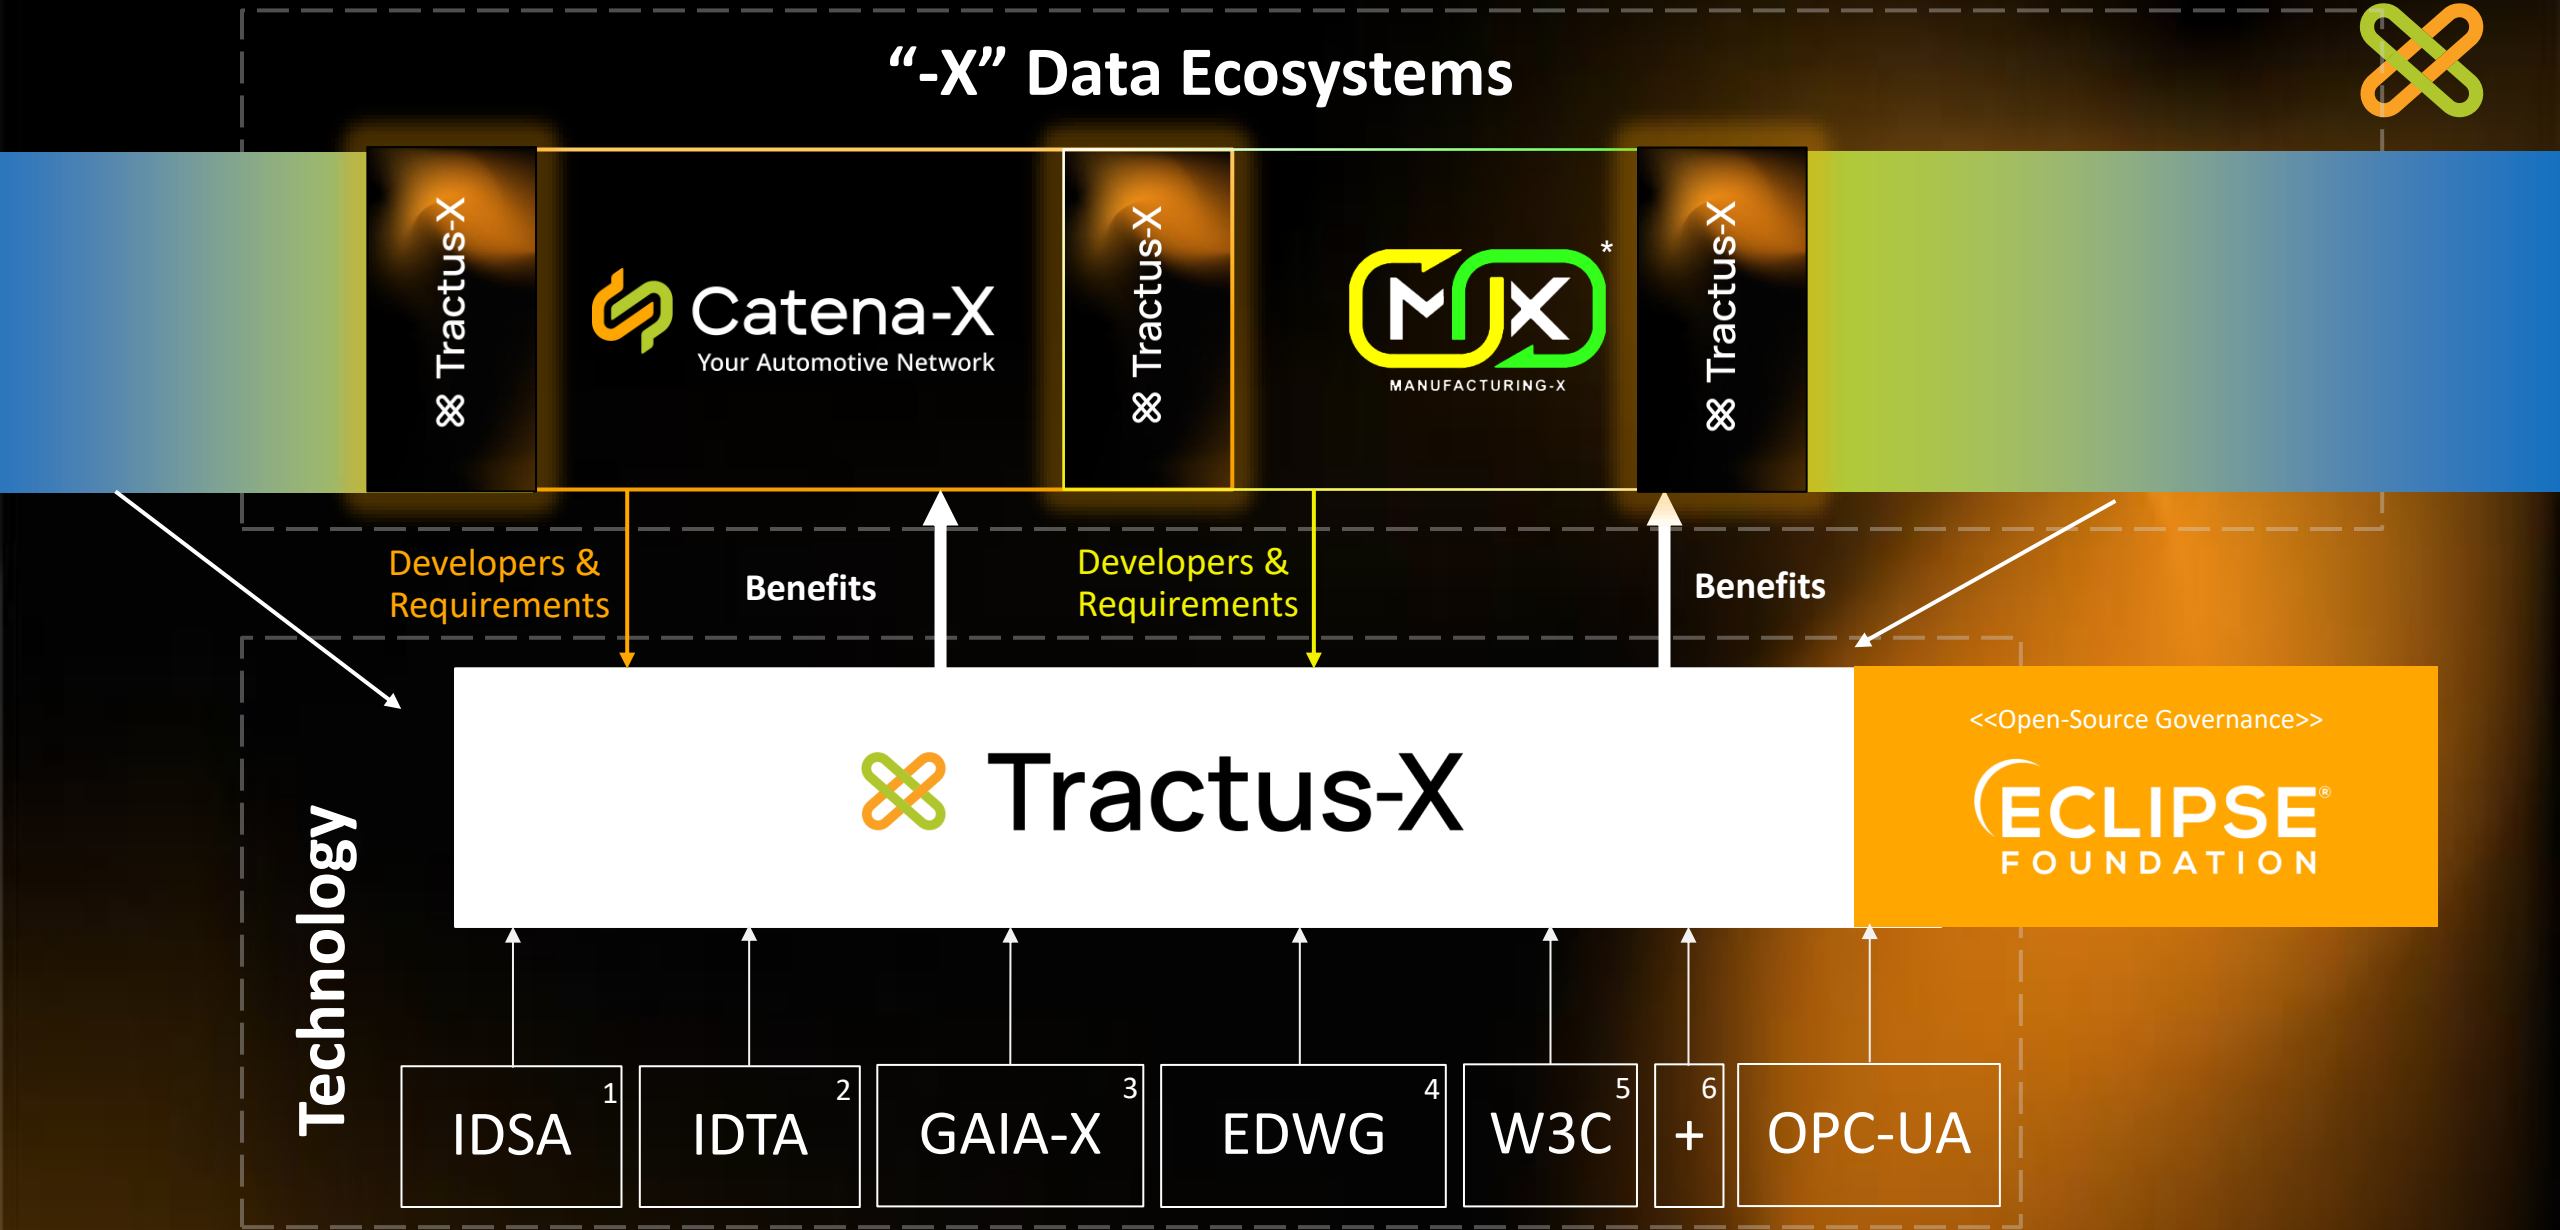 “-X” Data Ecosystems
Tractus-X
Catena-X
Your Automotive Network
Tractus-X
M X *
MANUFACTURING-X
Tractus-X
Developers &
Requirements
Benefits
Developers &
Requirements
Benefits
Technology
Tractus-X
<<Open-Source Governance>>
ECLIPSE®
FOUNDATION
IDSA 1
IDTA 2
GAIA-X 3
EDWG 4
W3C 5
+ 6
OPC-UA